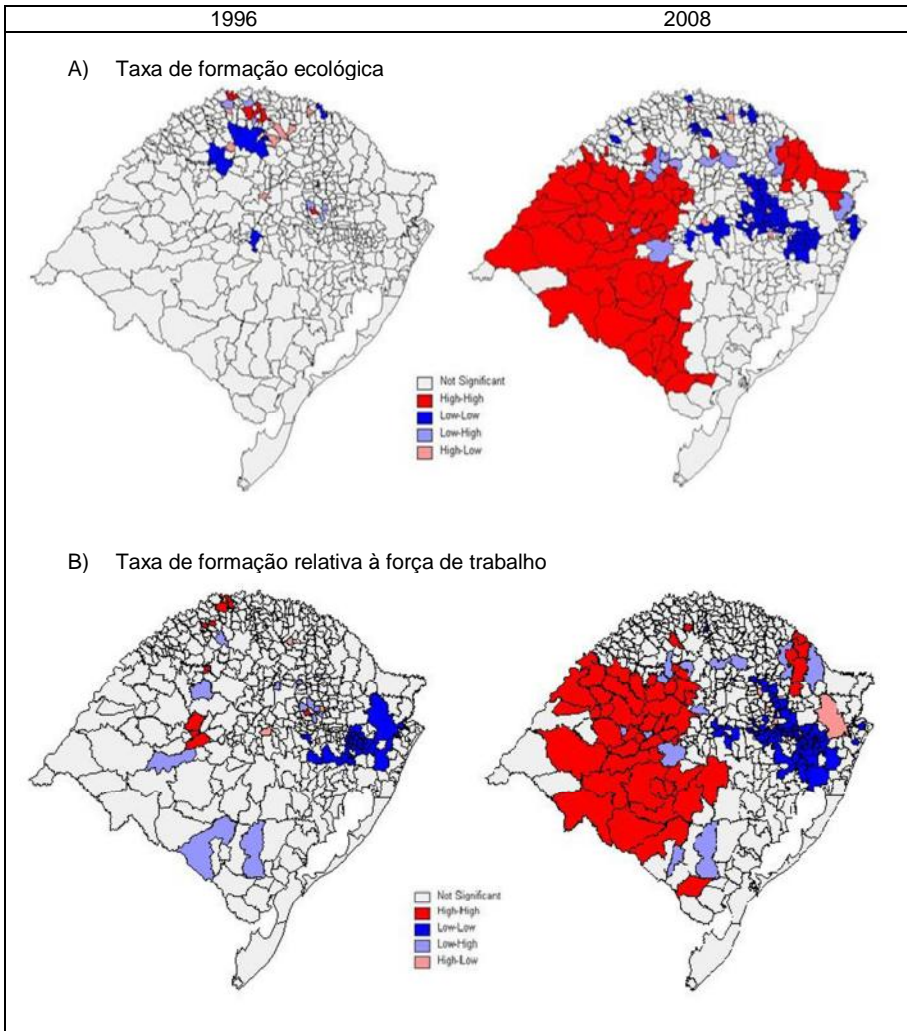 1996 2008
A) Taxa de formação ecológica
Not Significant
High-High
Low-Low
Low-High
High-Low
B) Taxa de formação relativa à força de trabalho
Not Significant
High-High
Low-Low
Low-High
High-Low